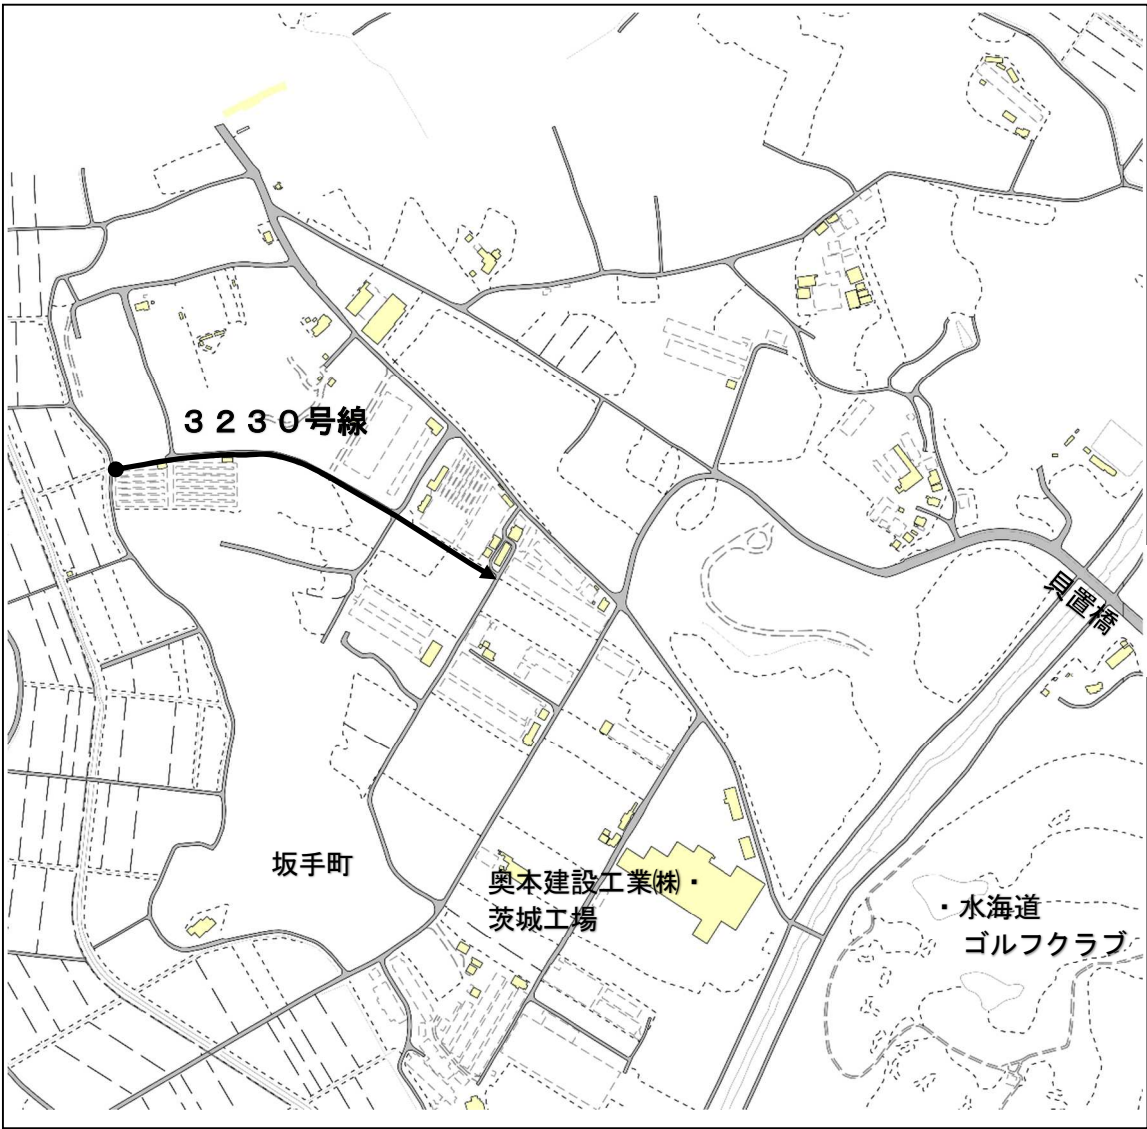 ３２３０号線
貝置橋
坂手町
奥本建設工業㈱・
茨城工場
・水海道
ゴルフクラブ